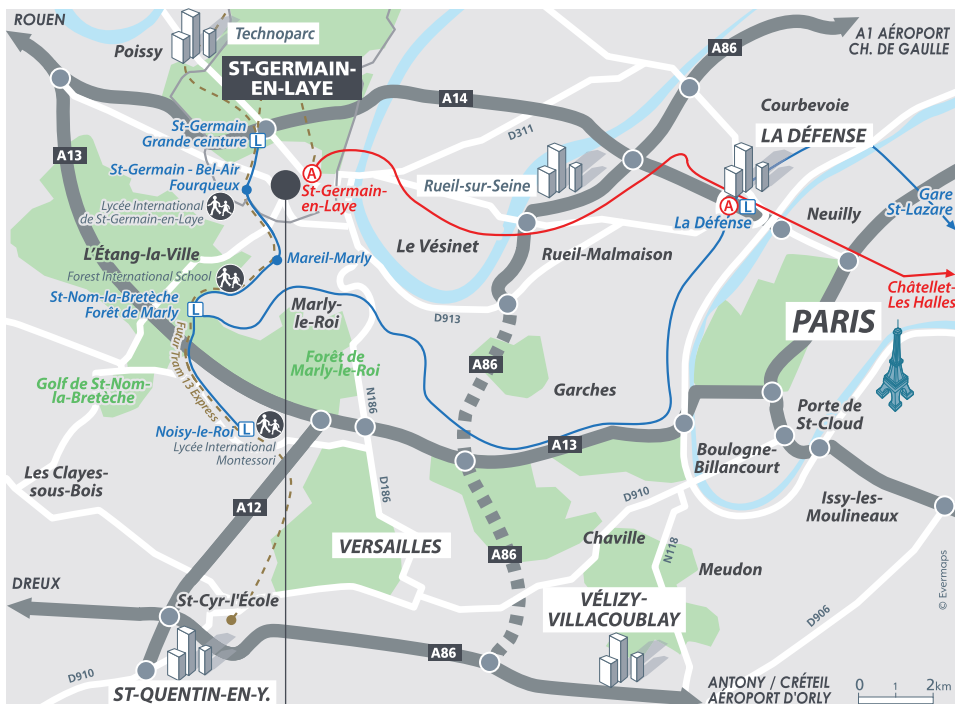 ROUEN
Poissy
Technoparc
ST-GERMAIN-
EN-LAYE
A86
A1 AÉROPORT
CH. DE GAULLE
A14
Courbevoie
LA DÉFENSE
St-Germain
Grande ceinture
L
D311
A13
St-Germain - Bel-Air
Fourqueux
A
St-Germain-
en-Laye
Rueil-sur-Seine
Lycée International
de St-Germain-en-Laye
A
L
La Défense
Neuilly
Gare
St-Lazare
L'Étang-la-Ville
Mareil-Marly
Le Vésinet
Rueil-Malmaison
Forest International School
Châtellet-
Les Halles
St-Nom-la-Bretèche
Forêt de Marly
L
Marly-
le-Roi
D913
PARIS
Futur Tram 13 Express
Forêt de
Marly-le-Roi
A86
Golf de St-Nom-
la-Bretèche
N186
Garches
Noisy-le-Roi
L
Lycée International
Montessori
A13
Porte de
St-Cloud
Boulogne-
Billancourt
Les Clayes-
sous-Bois
D186
D910
Issy-les-
Moulineaux
A12
VERSAILLES
A86
Chaville
N118
Meudon
© Evermaps
DREUX
St-Cyr-l'École
VÉLIZY-
VILLACOUBLAY
D906
A86
D910
ST-QUENTIN-EN-Y.
ANTONY / CRÉTEIL
AÉROPORT D'ORLY
0 1 2km